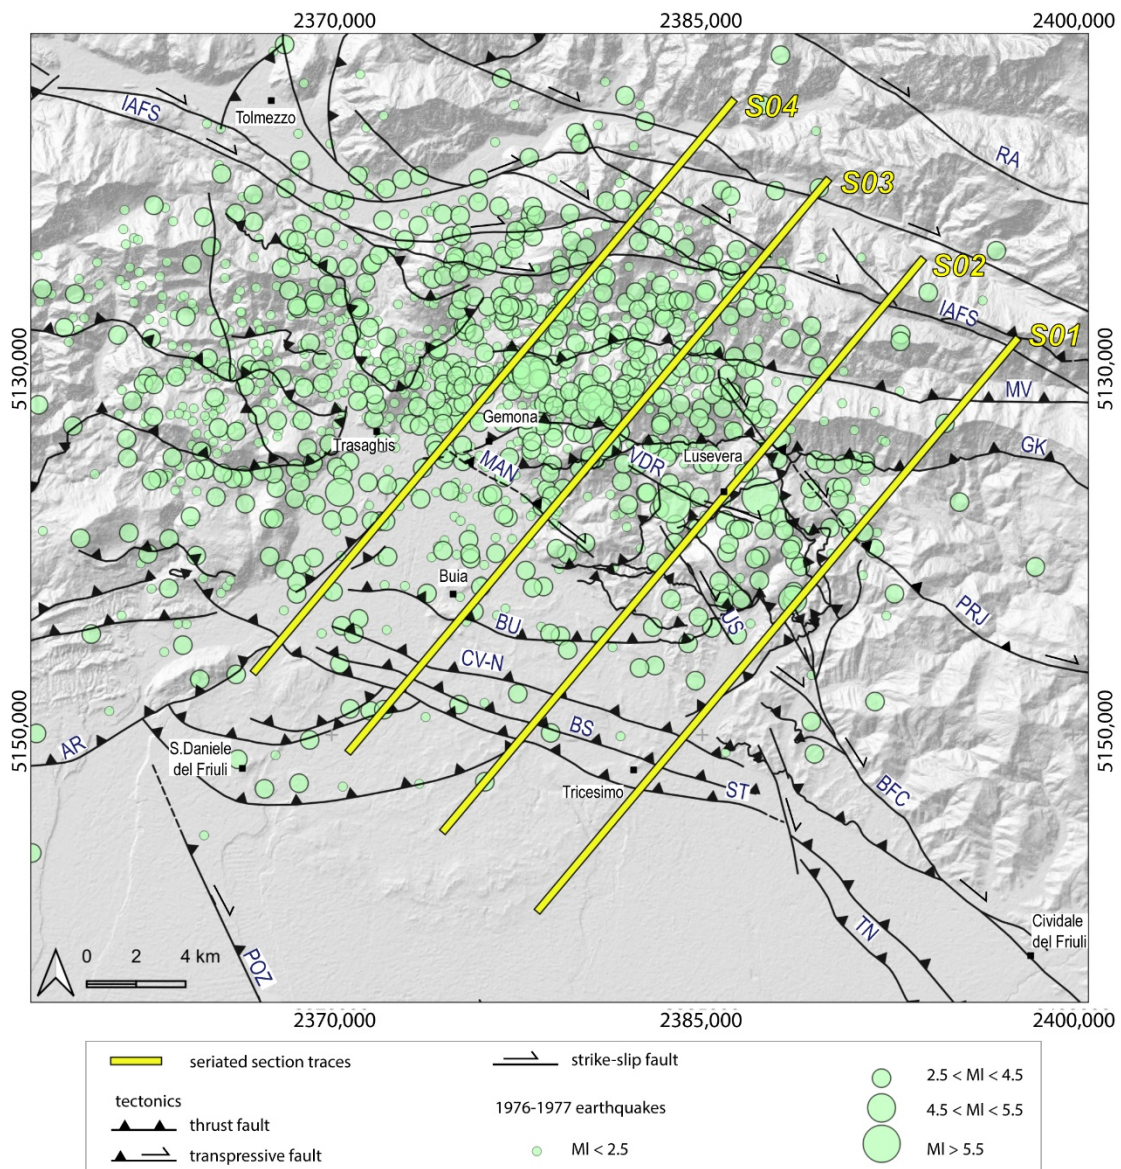 2370,000
2385,000
2400,000
IAFS
Tolmezzo
S04
RA
S03
S02
IAFS
S01
5130,000
5130,000
MV
Gemona
GK
Trasaghis
MAN
VDR
Lusevera
Buia
BU
US
PRJ
CV-N
5150,000
5150,000
AR
BS
S.Daniele
del Friuli
Tricesimo
ST
BFC
POZ
TN
Cividale
del Friuli
0 2 4 km
2370,000
2385,000
2400,000
seriated section traces
strike-slip fault
2.5 < Ml < 4.5
tectonics
1976-1977 earthquakes
4.5 < Ml < 5.5
thrust fault
transpressive fault
Ml < 2.5
Ml > 5.5